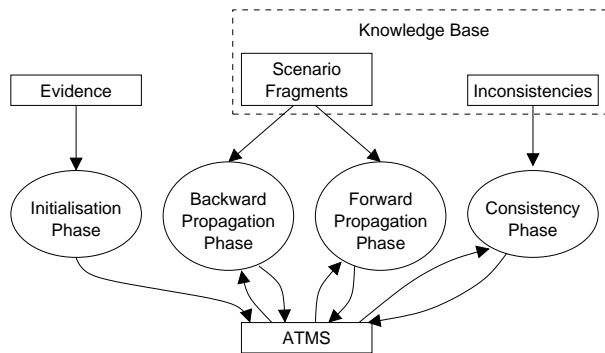 Knowledge Base
Scenario
Fragments
Evidence
Inconsistencies
Initialisation
Phase
Backward
Propagation
Phase
Forward
Propagation
Phase
Consistency
Phase
ATMS